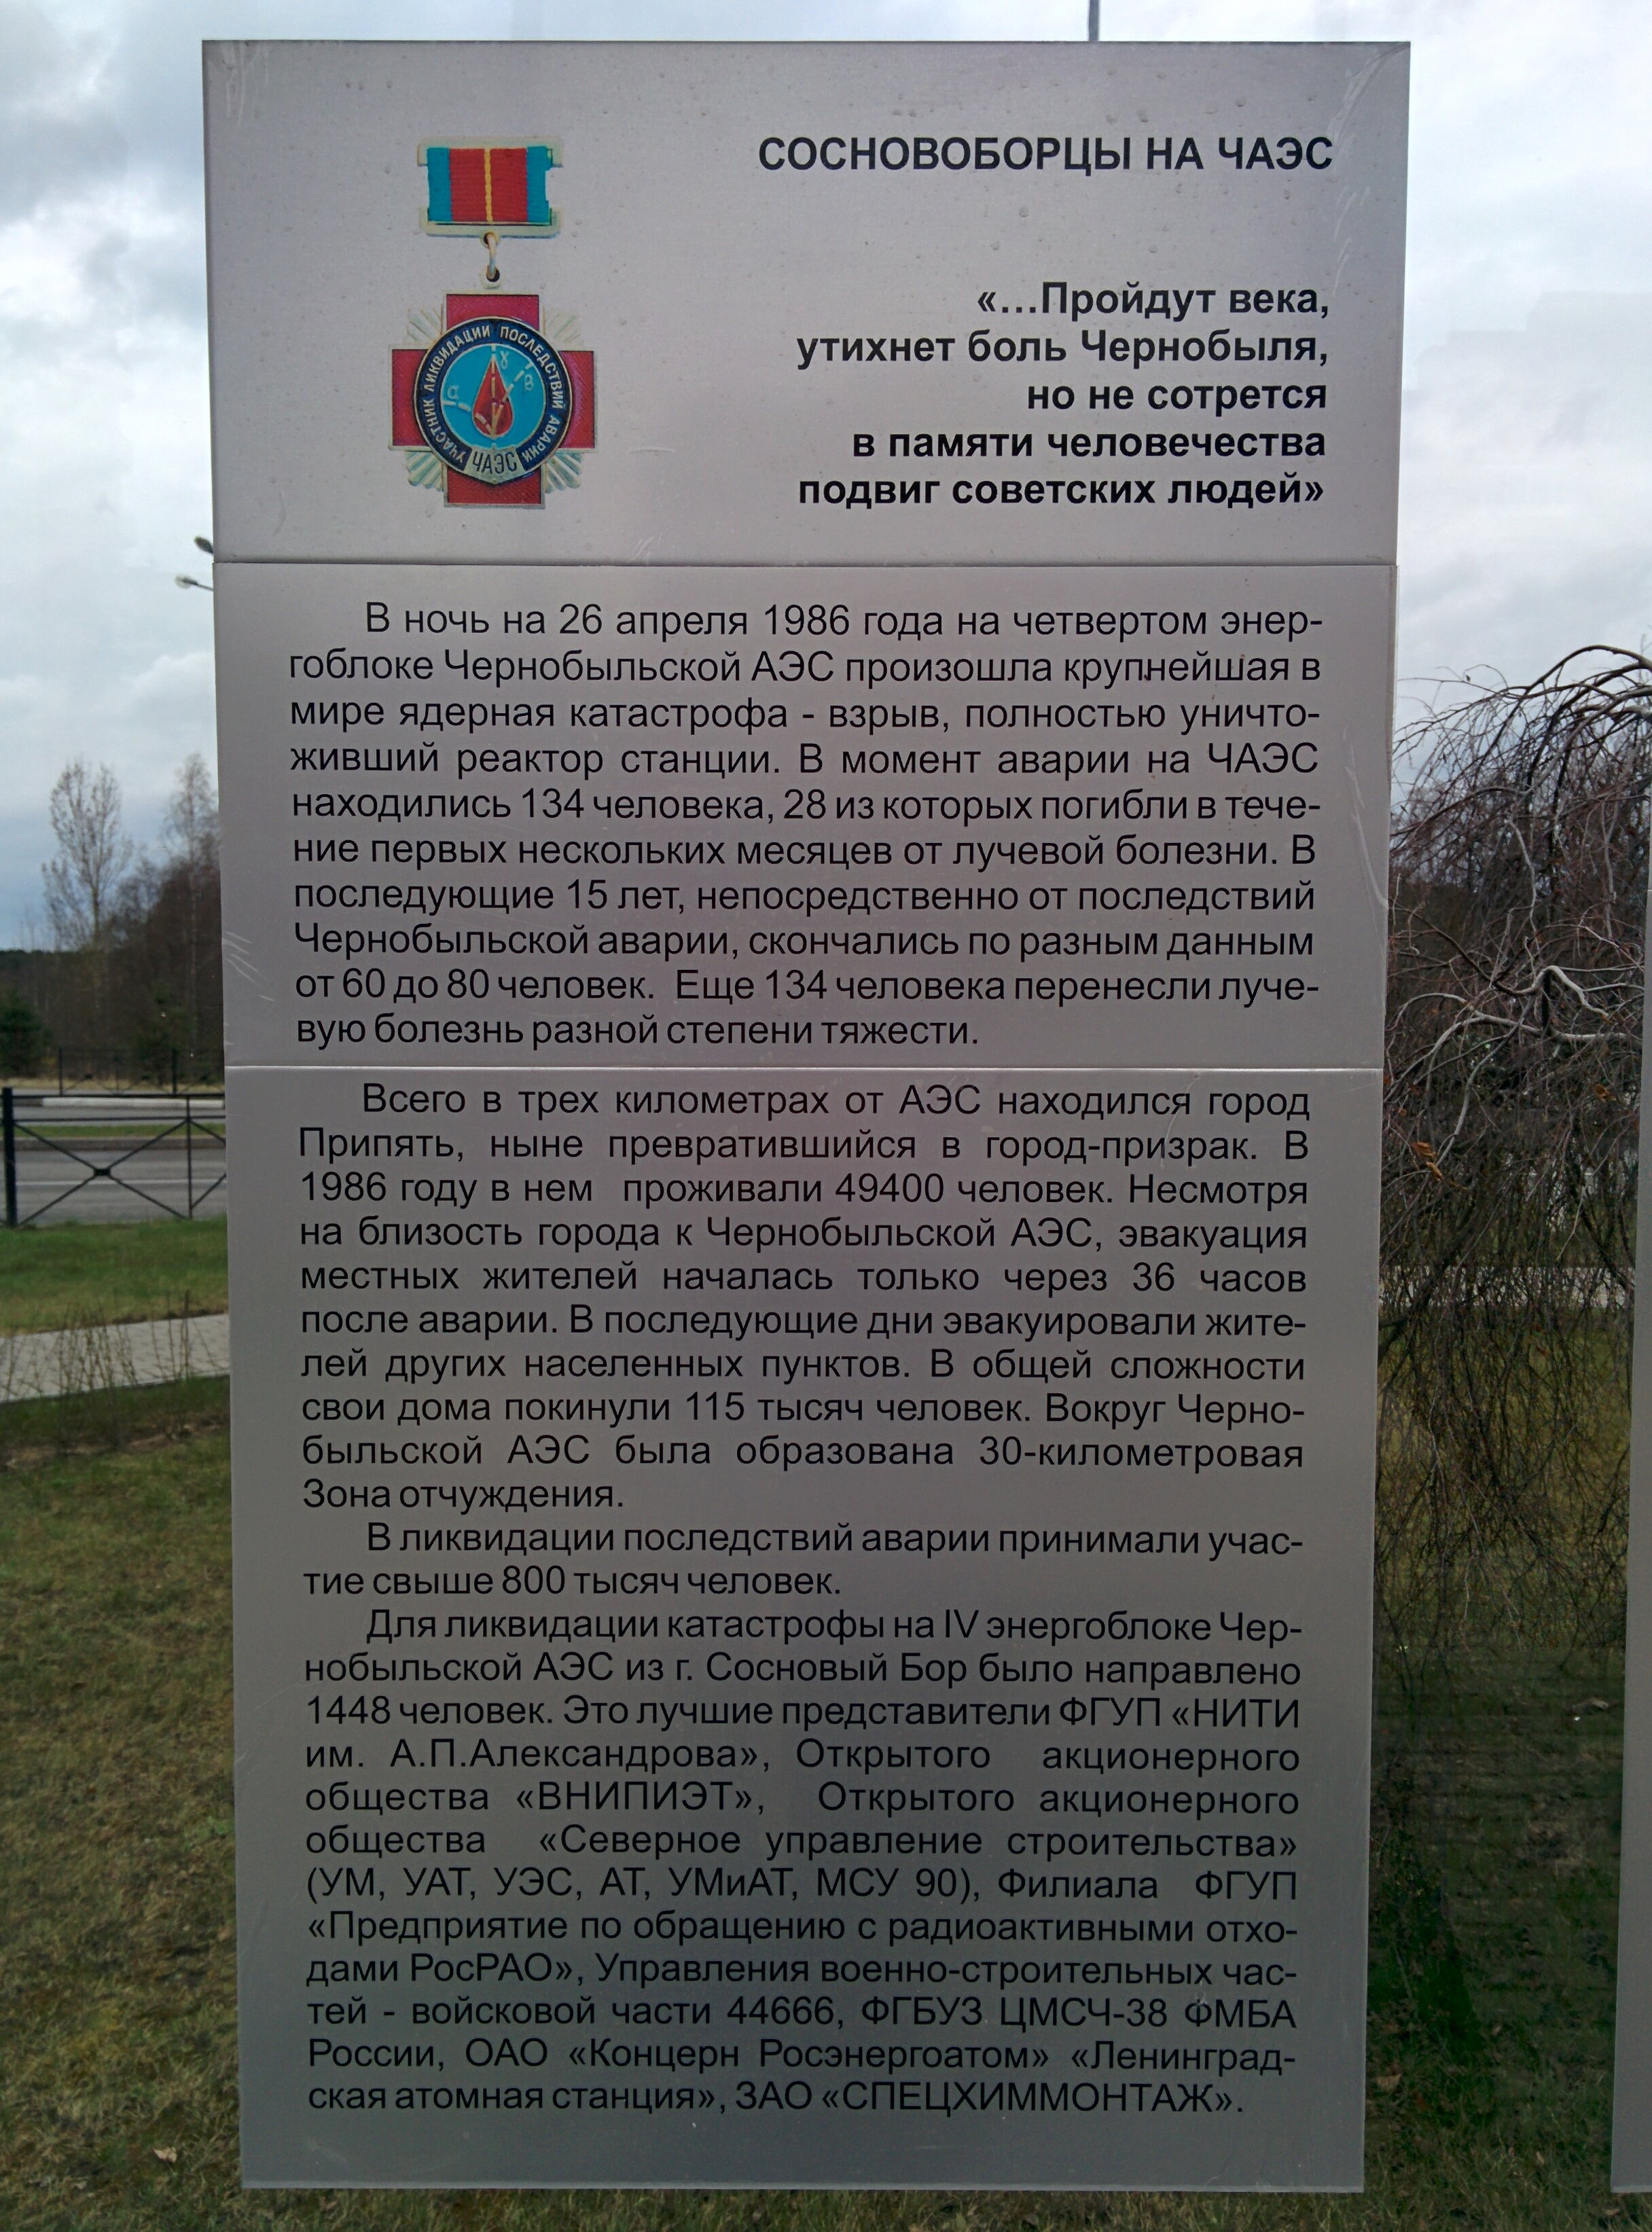 СОСНОВОБОРЦЫ НА ЧАЭС
УЧАСТНИК ЛИКВИДАЦИИ ПОСЛЕДСТВИЙ АВАРИИ
ЧАЭС
α γ β
«...Пройдут века,
утихнет боль Чернобыля,
но не сотрется
в памяти человечества
подвиг советских людей»
В ночь на 26 апреля 1986 года на четвертом энер-
гоблоке Чернобыльской АЭС произошла крупнейшая в
мире ядерная катастрофа - взрыв, полностью уничто-
живший реактор станции. В момент аварии на ЧАЭС
находились 134 человека, 28 из которых погибли в тече-
ние первых нескольких месяцев от лучевой болезни. В
последующие 15 лет, непосредственно от последствий
Чернобыльской аварии, скончались по разным данным
от 60 до 80 человек. Еще 134 человека перенесли луче-
вую болезнь разной степени тяжести.
Всего в трех километрах от АЭС находился город
Припять, ныне превратившийся в город-призрак. В
1986 году в нем проживали 49400 человек. Несмотря
на близость города к Чернобыльской АЭС, эвакуация
местных жителей началась только через 36 часов
после аварии. В последующие дни эвакуировали жите-
лей других населенных пунктов. В общей сложности
свои дома покинули 115 тысяч человек. Вокруг Черно-
быльской АЭС была образована 30-километровая
Зона отчуждения.
В ликвидации последствий аварии принимали учас-
тие свыше 800 тысяч человек.
Для ликвидации катастрофы на IV энергоблоке Чер-
нобыльской АЭС из г. Сосновый Бор было направлено
1448 человек. Это лучшие представители ФГУП «НИТИ
им. А.П.Александрова», Открытого акционерного
общества «ВНИПИЭТ», Открытого акционерного
общества «Северное управление строительства»
(УМ, УАТ, УЭС, АТ, УМиАТ, МСУ 90), Филиала ФГУП
«Предприятие по обращению с радиоактивными отхо-
дами РосРАО», Управления военно-строительных час-
тей - войсковой части 44666, ФГБУЗ ЦМСЧ-38 ФМБА
России, ОАО «Концерн Росэнергоатом» «Ленинград-
ская атомная станция», ЗАО «СПЕЦХИММОНТАЖ».